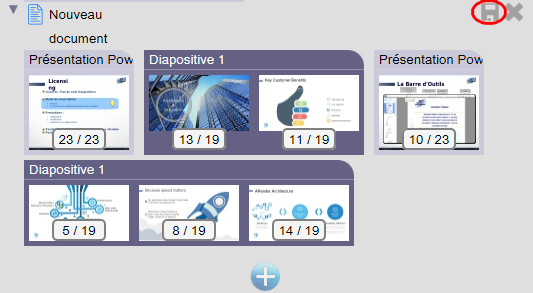 Nouveau
document
Présentation Pow
Diapositive 1
Présentation Pow
Licensi
ng
Key Customer Benefits
La Barre d'Outils
23 / 23
13 / 19
11 / 19
10 / 23
Diapositive 1
Because speed matters
ARender Architecture
5 / 19
8 / 19
14 / 19